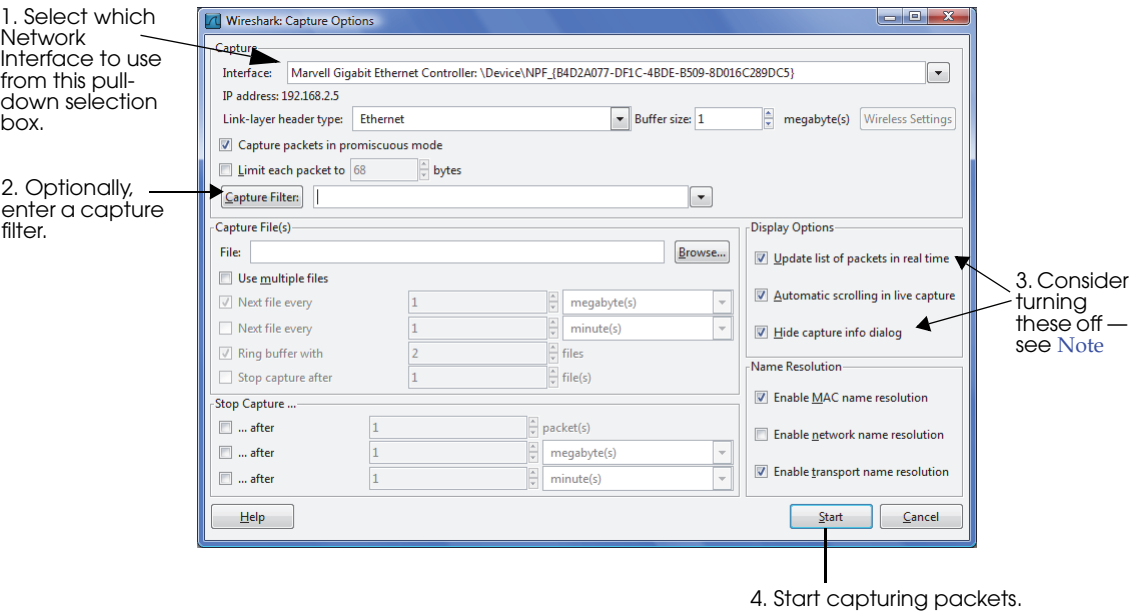 1. Select which
Network
Interface to use
from this pull-
down selection
box.
2. Optionally,
enter a capture
filter.
Wireshark: Capture Options
Capture
Interface: Marvell Gigabit Ethernet Controller: \Device\NPF_{B4D2A077-DF1C-4BDE-B509-8D016C289DC5}
IP address: 192.168.2.5
Link-layer header type: Ethernet Buffer size: 1 megabyte(s) Wireless Settings
Capture packets in promiscuous mode
Limit each packet to 68 bytes
Capture Filter:
Capture File(s)
File: Browse...
Use multiple files
Next file every 1 megabyte(s)
Next file every 1 minute(s)
Ring buffer with 2 files
Stop capture after 1 file(s)
Stop Capture ...
... after 1 packet(s)
... after 1 megabyte(s)
... after 1 minute(s)
Display Options
Update list of packets in real time
Automatic scrolling in live capture
Hide capture info dialog
Name Resolution
Enable MAC name resolution
Enable network name resolution
Enable transport name resolution
Help Start Cancel
3. Consider
turning
these off —
see Note
4. Start capturing packets.